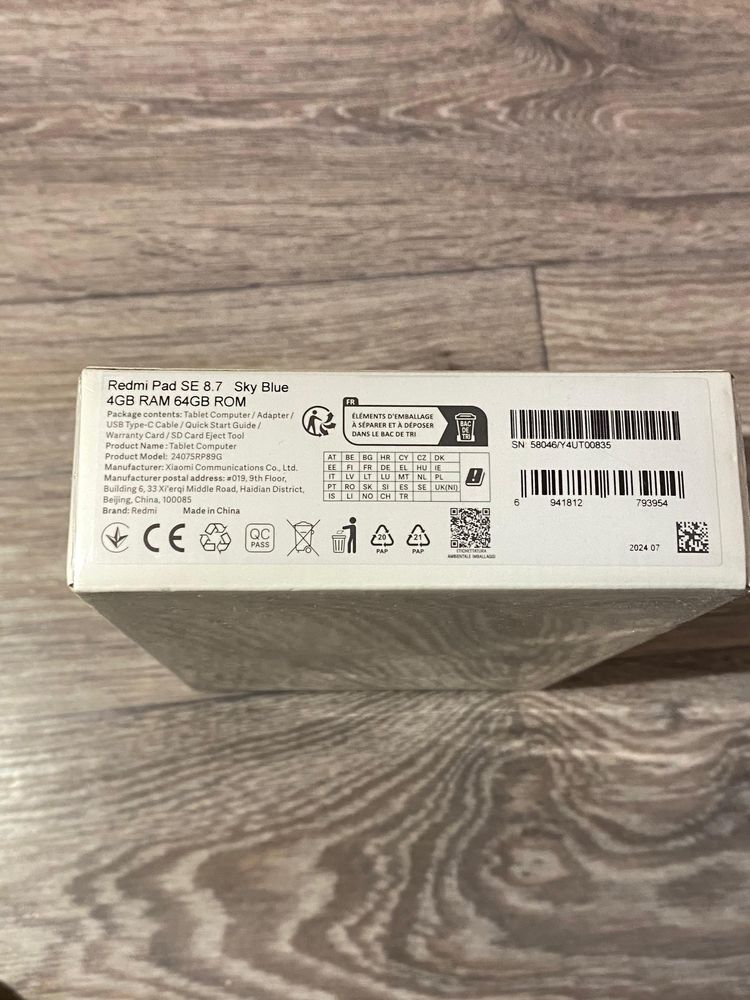 Redmi Pad SE 8.7 Sky Blue
4GB RAM 64GB ROM
Package contents: Tablet Computer / Adapter /
USB Type-C Cable / Quick Start Guide /
Warranty Card / SD Card Eject Tool
Product Name: Tablet Computer
Product Model: 24075RP89G
Manufacturer: Xiaomi Communications Co., Ltd.
Manufacturer postal address: #019, 9th Floor,
Building 6, 33 Xi'erqi Middle Road, Haidian District,
Beijing, China, 100085
Brand: Redmi Made in China
CE
QC
PASS
20
PAP
21
PAP
FR
ÉLÉMENTS D'EMBALLAGE
À SÉPARER ET À DÉPOSER
DANS LE BAC DE TRI
BAC
DE
TRI
AT BE BG HR CY CZ DK
EE FI FR DE EL HU IE
IT LV LT LU MT NL PL
PT RO SK SI ES SE UK(NI)
IS LI NO CH TR
ETICHETTATURA
AMBIENTALE IMBALLAGGI
SN: 58046/Y4UT00835
6 941812 793954
2024 07